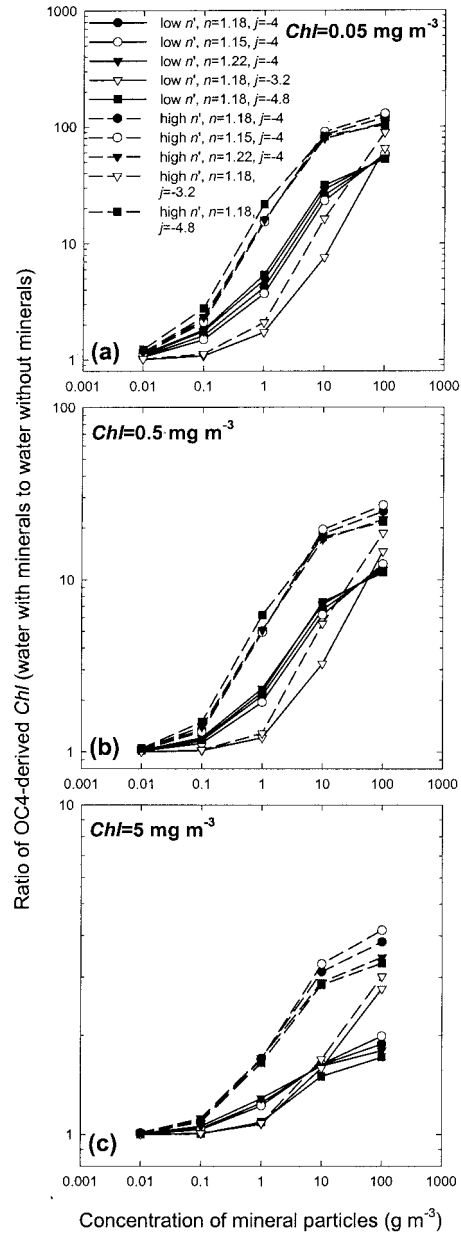 low n', n=1.18, j=-4
low n', n=1.15, j=-4
low n', n=1.22, j=-4
low n', n=1.18, j=-3.2
low n', n=1.18, j=-4.8
high n', n=1.18, j=-4
high n', n=1.15, j=-4
high n', n=1.22, j=-4
high n', n=1.18,
j=-3.2
high n', n=1.18,
j=-4.8
Chl=0.05 mg m-3
1000
100
10
1
(a)
0.001 0.01 0.1 1 10 100 1000
100
Chl=0.5 mg m-3
10
1
(b)
0.001 0.01 0.1 1 10 100 1000
10
Chl=5 mg m-3
1
(c)
0.001 0.01 0.1 1 10 100 1000
Ratio of OC4-derived Chl (water with minerals to water without minerals)
Concentration of mineral particles (g m-3)